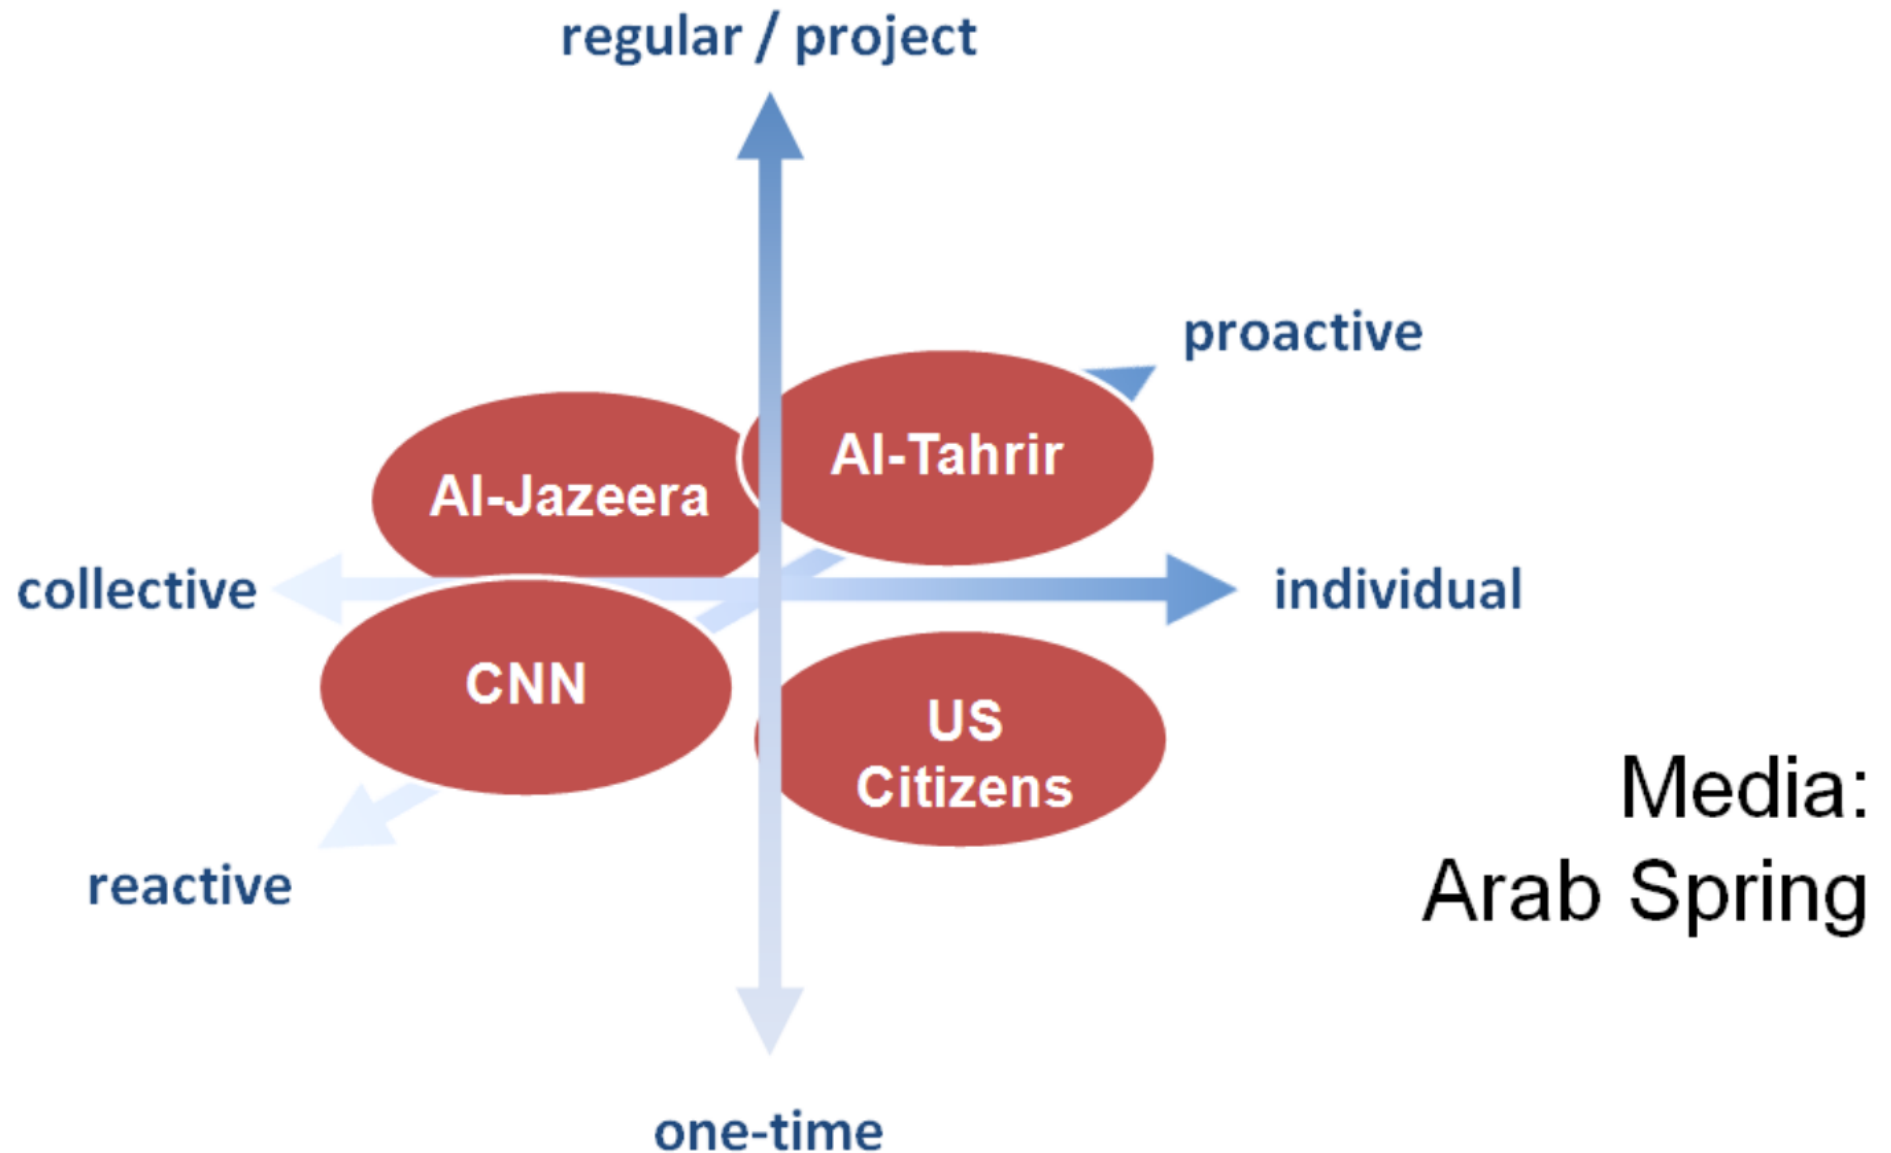 regular / project
proactive
Al-Tahrir
Al-Jazeera
collective
individual
CNN
US
Citizens
Media:
Arab Spring
reactive
one-time